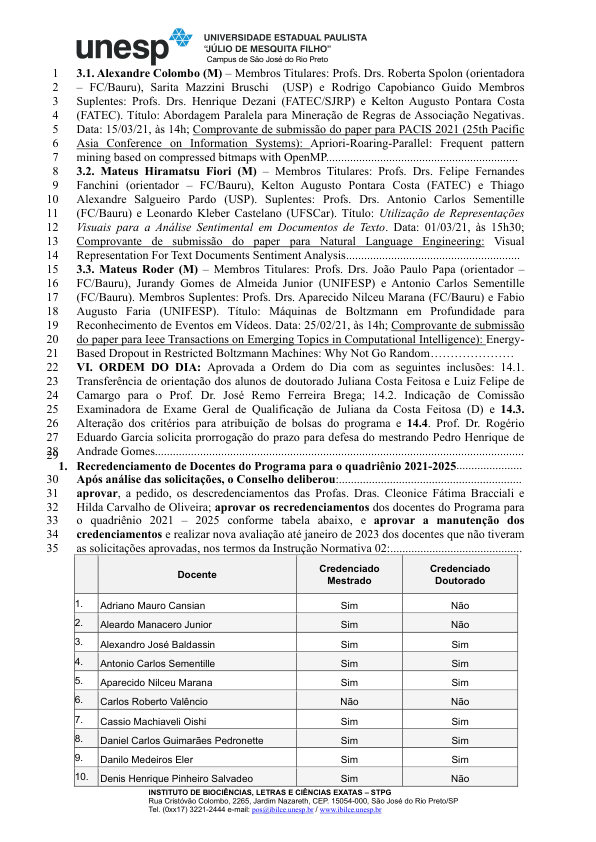 unesp
UNIVERSIDADE ESTADUAL PAULISTA
“JÚLIO DE MESQUITA FILHO”
Campus de São José do Rio Preto
1 3.1. Alexandre Colombo (M) – Membros Titulares: Profs. Drs. Roberta Spolon (orientadora
2 – FC/Bauru), Sarita Mazzini Bruschi (USP) e Rodrigo Capobianco Guido Membros
3 Suplentes: Profs. Drs. Henrique Dezani (FATEC/SJRP) e Kelton Augusto Pontara Costa
4 (FATEC). Título: Abordagem Paralela para Mineração de Regras de Associação Negativas.
5 Data: 15/03/21, às 14h; Comprovante de submissão do paper para PACIS 2021 (25th Pacific
6 Asia Conference on Information Systems): Apriori-Roaring-Parallel: Frequent pattern
7 mining based on compressed bitmaps with OpenMP................................................................
8 3.2. Mateus Hiramatsu Fiori (M) – Membros Titulares: Profs. Drs. Felipe Fernandes
9 Fanchini (orientador – FC/Bauru), Kelton Augusto Pontara Costa (FATEC) e Thiago
10 Alexandre Salgueiro Pardo (USP). Suplentes: Profs. Drs. Antonio Carlos Sementille
11 (FC/Bauru) e Leonardo Kleber Castelano (UFSCar). Título: Utilização de Representações
12 Visuais para a Análise Sentimental em Documentos de Texto. Data: 01/03/21, às 15h30;
13 Comprovante de submissão do paper para Natural Language Engineering: Visual
14 Representation For Text Documents Sentiment Analysis..........................................................
15 3.3. Mateus Roder (M) – Membros Titulares: Profs. Drs. João Paulo Papa (orientador –
16 FC/Bauru), Jurandy Gomes de Almeida Junior (UNIFESP) e Antonio Carlos Sementille
17 (FC/Bauru). Membros Suplentes: Profs. Drs. Aparecido Nilceu Marana (FC/Bauru) e Fabio
18 Augusto Faria (UNIFESP). Título: Máquinas de Boltzmann em Profundidade para
19 Reconhecimento de Eventos em Vídeos. Data: 25/02/21, às 14h; Comprovante de submissão
20 do paper para Ieee Transactions on Emerging Topics in Computational Intelligence): Energy-
21 Based Dropout in Restricted Boltzmann Machines: Why Not Go Random…………………
22 VI. ORDEM DO DIA: Aprovada a Ordem do Dia com as seguintes inclusões: 14.1.
23 Transferência de orientação dos alunos de doutorado Juliana Costa Feitosa e Luiz Felipe de
24 Camargo para o Prof. Dr. José Remo Ferreira Brega; 14.2. Indicação de Comissão
25 Examinadora de Exame Geral de Qualificação de Juliana da Costa Feitosa (D) e 14.3.
26 Alteração dos critérios para atribuição de bolsas do programa e 14.4. Prof. Dr. Rogério
27 Eduardo Garcia solicita prorrogação do prazo para defesa do mestrando Pedro Henrique de
28 Andrade Gomes...........................................................................................................................
29
1. Recredenciamento de Docentes do Programa para o quadriênio 2021-2025......................
30 Após análise das solicitações, o Conselho deliberou:.............................................................
31 aprovar, a pedido, os descredenciamentos das Profas. Dras. Cleonice Fátima Bracciali e
32 Hilda Carvalho de Oliveira; aprovar os recredenciamentos dos docentes do Programa para
33 o quadriênio 2021 – 2025 conforme tabela abaixo, e aprovar a manutenção dos
34 credenciamentos e realizar nova avaliação até janeiro de 2023 dos docentes que não tiveram
35 as solicitações aprovadas, nos termos da Instrução Normativa 02:............................................
Docente Credenciado Mestrado Credenciado Doutorado
1. Adriano Mauro Cansian Sim Não
2. Aleardo Manacero Junior Sim Não
3. Alexandro José Baldassin Sim Sim
4. Antonio Carlos Sementille Sim Sim
5. Aparecido Nilceu Marana Sim Sim
6. Carlos Roberto Valêncio Não Não
7. Cassio Machiaveli Oishi Sim Sim
8. Daniel Carlos Guimarães Pedronette Sim Sim
9. Danilo Medeiros Eler Sim Sim
10. Denis Henrique Pinheiro Salvadeo Sim Não
INSTITUTO DE BIOCIÊNCIAS, LETRAS E CIÊNCIAS EXATAS – STPG
Rua Cristóvão Colombo, 2265, Jardim Nazareth, CEP. 15054-000, São José do Rio Preto/SP
Tel. (0xx17) 3221-2444 e-mail: pos@ibilce.unesp.br / www.ibilce.unesp.br